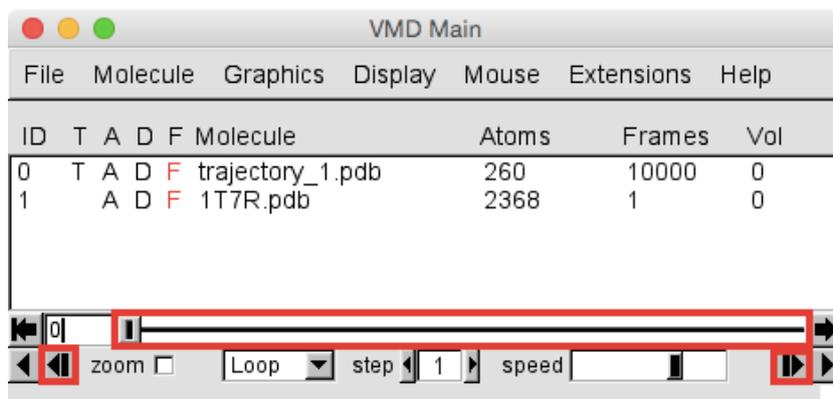 VMD Main
File Molecule Graphics Display Mouse Extensions Help
ID T A D F Molecule Atoms Frames Vol
0 T A D F trajectory_1.pdb 260 10000 0
1 A D F 1T7R.pdb 2368 1 0
0
zoom Loop step 1 speed